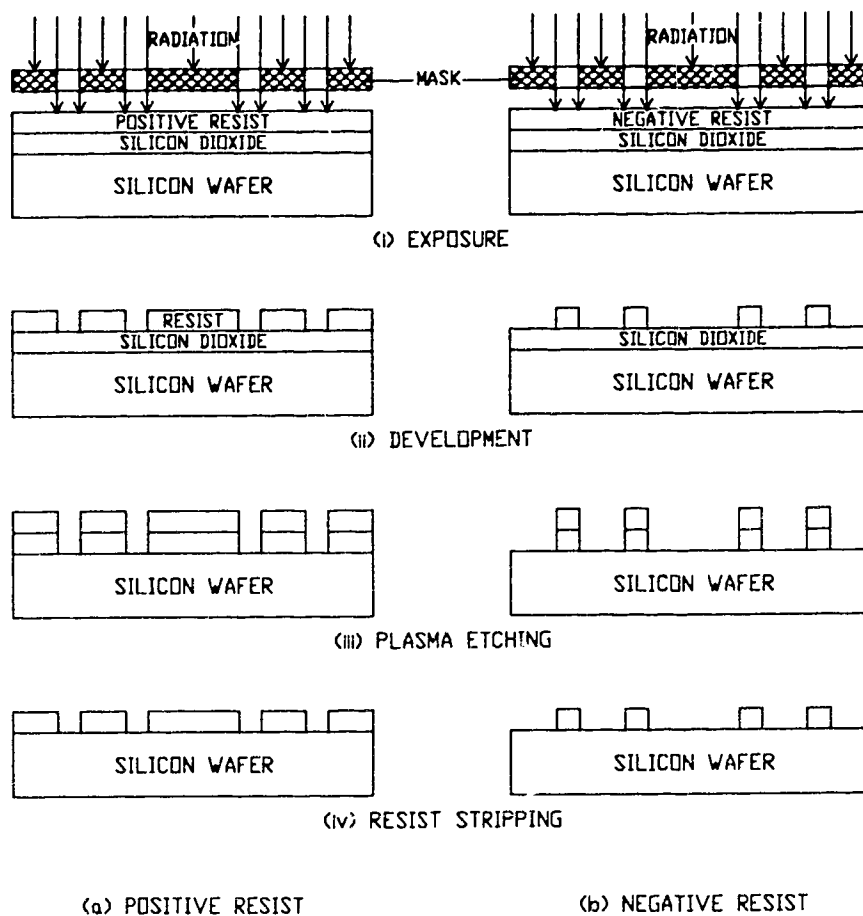 RADIATION RADIATION
MASK
POSITIVE RESIST NEGATIVE RESIST
SILICON DIOXIDE SILICON DIOXIDE
SILICON WAFER SILICON WAFER
(i) EXPOSURE
RESIST
SILICON DIOXIDE SILICON DIOXIDE
SILICON WAFER SILICON WAFER
(ii) DEVELOPMENT
SILICON WAFER SILICON WAFER
(iii) PLASMA ETCHING
SILICON WAFER SILICON WAFER
(iv) RESIST STRIPPING
(a) POSITIVE RESIST (b) NEGATIVE RESIST